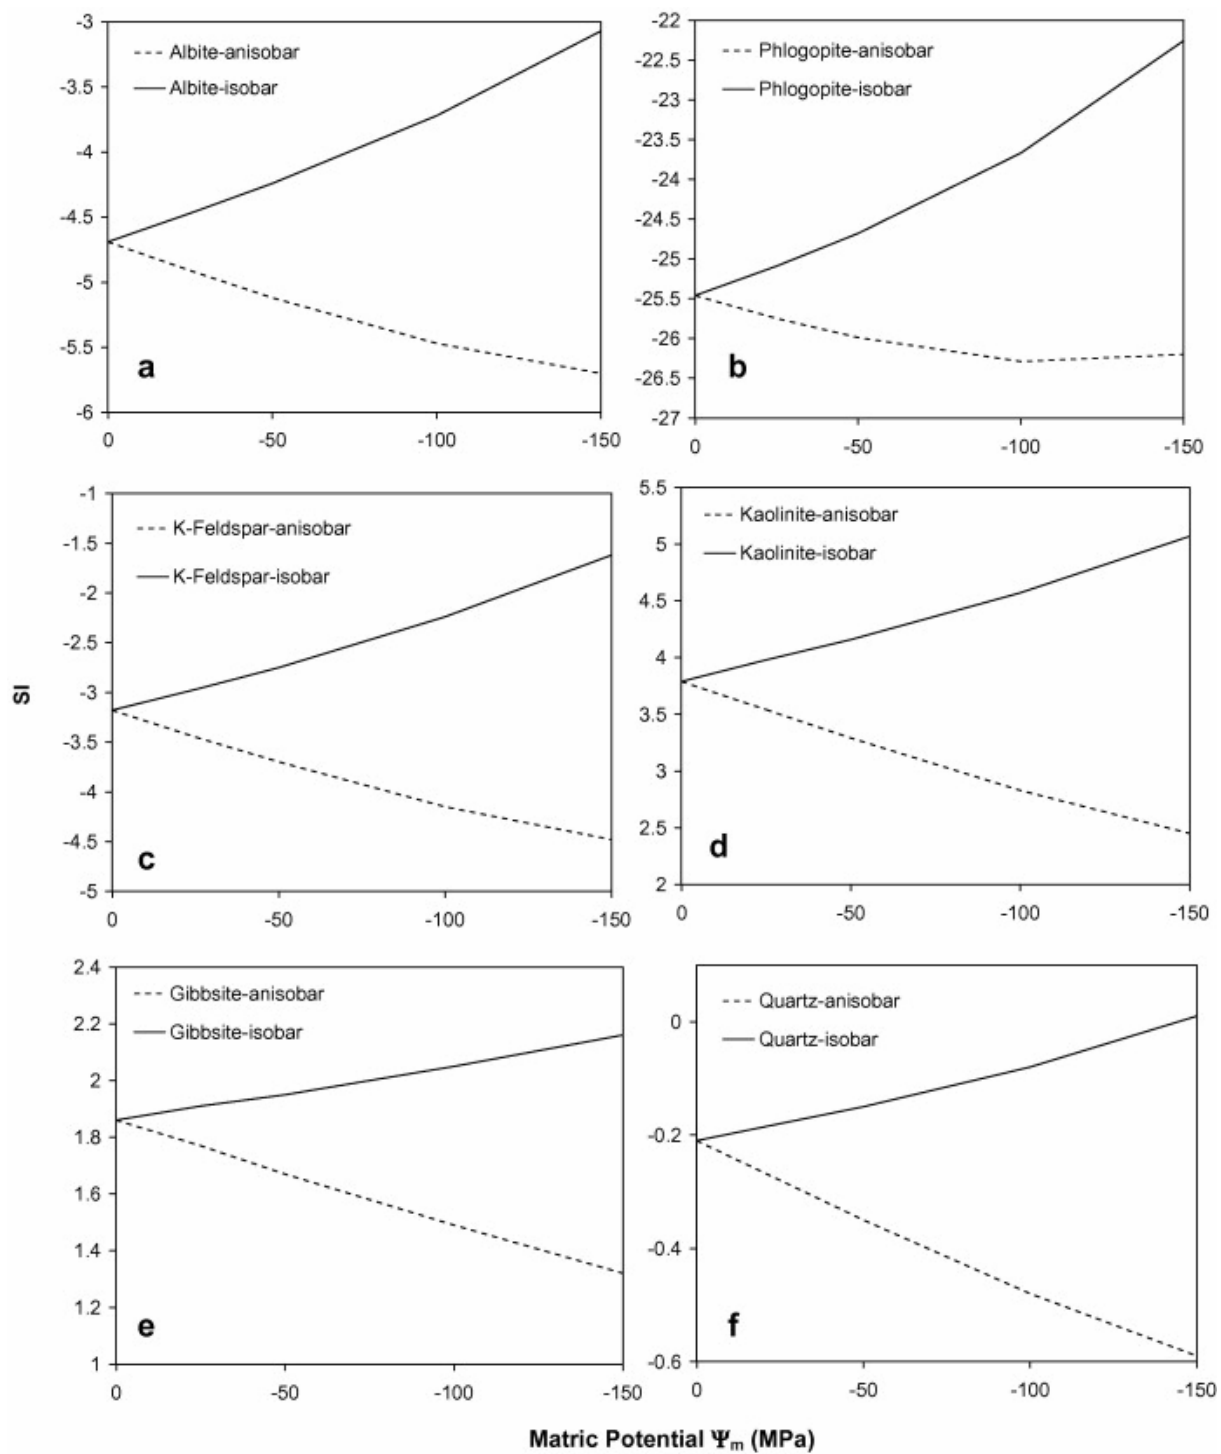 -3
-3.5
-4
-4.5
-5
-5.5
-6
Albite-anisobar
Albite-isobar
a
0 -50 -100 -150
-22
-22.5
-23
-23.5
-24
-24.5
-25
-25.5
-26
-26.5
-27
Phlogopite-anisobar
Phlogopite-isobar
b
0 -50 -100 -150
SI
-1
-1.5
-2
-2.5
-3
-3.5
-4
-4.5
-5
K-Feldspar-anisobar
K-Feldspar-isobar
c
0 -50 -100 -150
5.5
5
4.5
4
3.5
3
2.5
2
Kaolinite-anisobar
Kaolinite-isobar
d
0 -50 -100 -150
2.4
2.2
2
1.8
1.6
1.4
1.2
1
Gibbsite-anisobar
Gibbsite-isobar
e
0 -50 -100 -150
0
-0.2
-0.4
-0.6
Quartz-anisobar
Quartz-isobar
f
0 -50 -100 -150
Matric Potential Ψm (MPa)